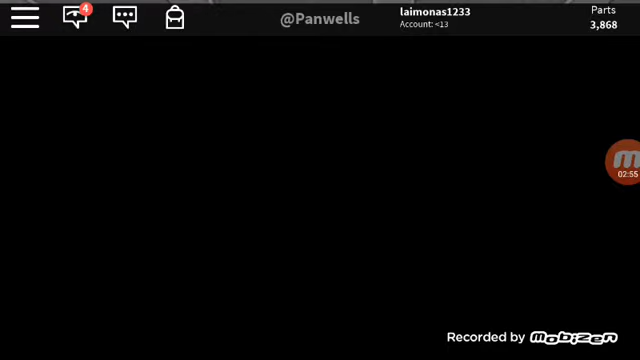 4
@Panwells
laimonas1233
Account: <13
Parts
3,868
02:55
Recorded by mobizen